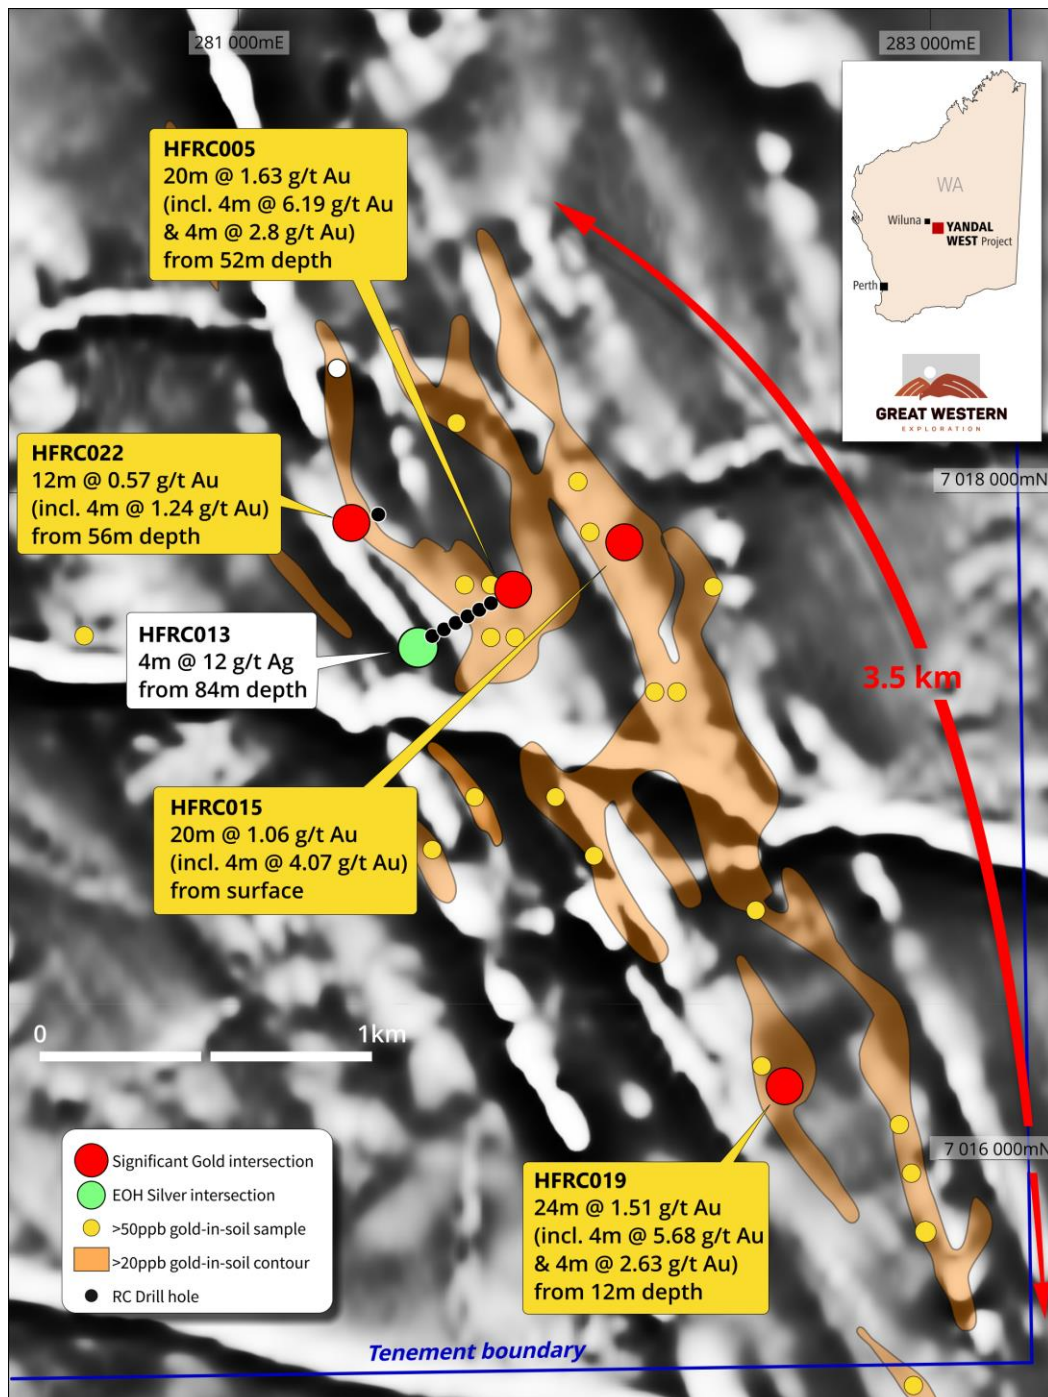 281 000mE
283 000mE
WA
Wiluna
YANDAL
WEST Project
Perth
GREAT WESTERN
EXPLORATION
HFRC005
20m @ 1.63 g/t Au
(incl. 4m @ 6.19 g/t Au
& 4m @ 2.8 g/t Au)
from 52m depth
HFRC022
12m @ 0.57 g/t Au
(incl. 4m @ 1.24 g/t Au)
from 56m depth
7 018 000mN
HFRC013
4m @ 12 g/t Ag
from 84m depth
3.5 km
HFRC015
20m @ 1.06 g/t Au
(incl. 4m @ 4.07 g/t Au)
from surface
0
1km
7 016 000mN
Significant Gold intersection
EOH Silver intersection
>50ppb gold-in-soil sample
>20ppb gold-in-soil contour
RC Drill hole
HFRC019
24m @ 1.51 g/t Au
(incl. 4m @ 5.68 g/t Au
& 4m @ 2.63 g/t Au)
from 12m depth
Tenement boundary